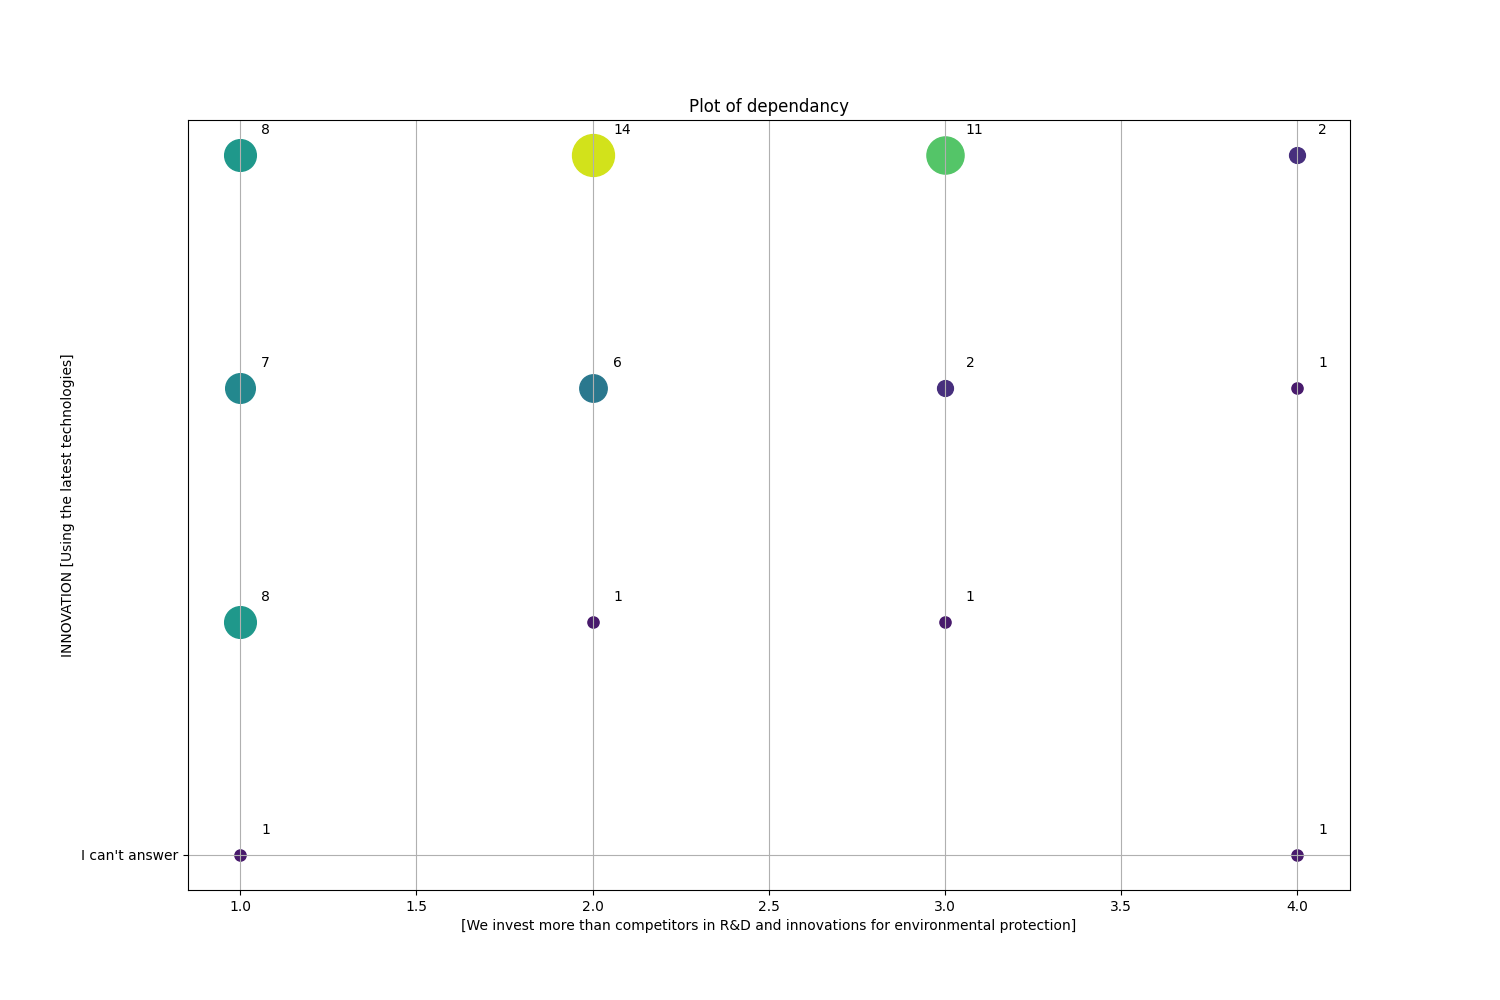 Plot of dependancy
8
14
11
2
7
6
2
1
8
1
1
1
1
INNOVATION [Using the latest technologies]
I can't answer
1.0 1.5 2.0 2.5 3.0 3.5 4.0
[We invest more than competitors in R&D and innovations for environmental protection]